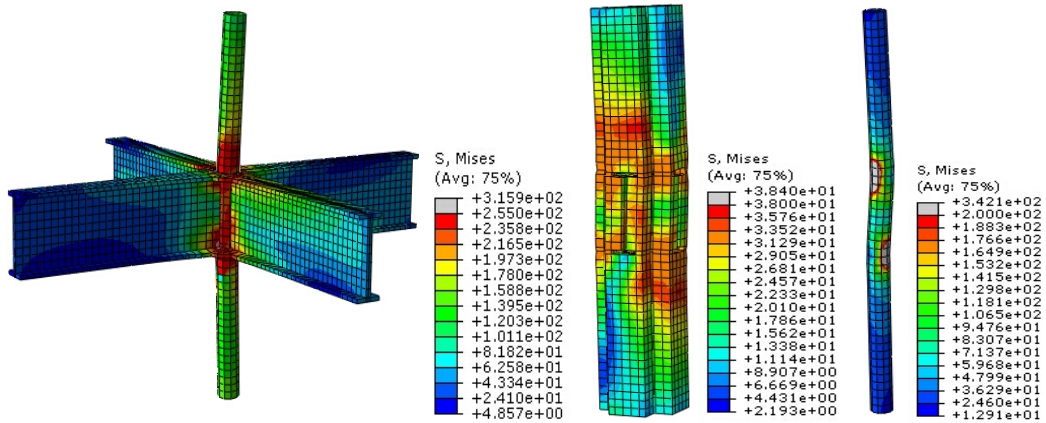 S, Mises
(Avg: 75%)
+3.159e+02
+2.550e+02
+2.358e+02
+2.165e+02
+1.973e+02
+1.780e+02
+1.588e+02
+1.395e+02
+1.203e+02
+1.011e+02
+8.182e+01
+6.258e+01
+4.334e+01
+2.410e+01
+4.857e+00
S, Mises
(Avg: 75%)
+3.840e+01
+3.800e+01
+3.576e+01
+3.352e+01
+3.129e+01
+2.905e+01
+2.681e+01
+2.457e+01
+2.233e+01
+2.010e+01
+1.786e+01
+1.562e+01
+1.338e+01
+1.114e+01
+8.907e+00
+6.669e+00
+4.431e+00
+2.193e+00
S, Mises
(Avg: 75%)
+3.421e+02
+2.000e+02
+1.883e+02
+1.766e+02
+1.649e+02
+1.532e+02
+1.415e+02
+1.298e+02
+1.181e+02
+1.065e+02
+9.476e+01
+8.307e+01
+7.137e+01
+5.968e+01
+4.799e+01
+3.629e+01
+2.460e+01
+1.291e+01